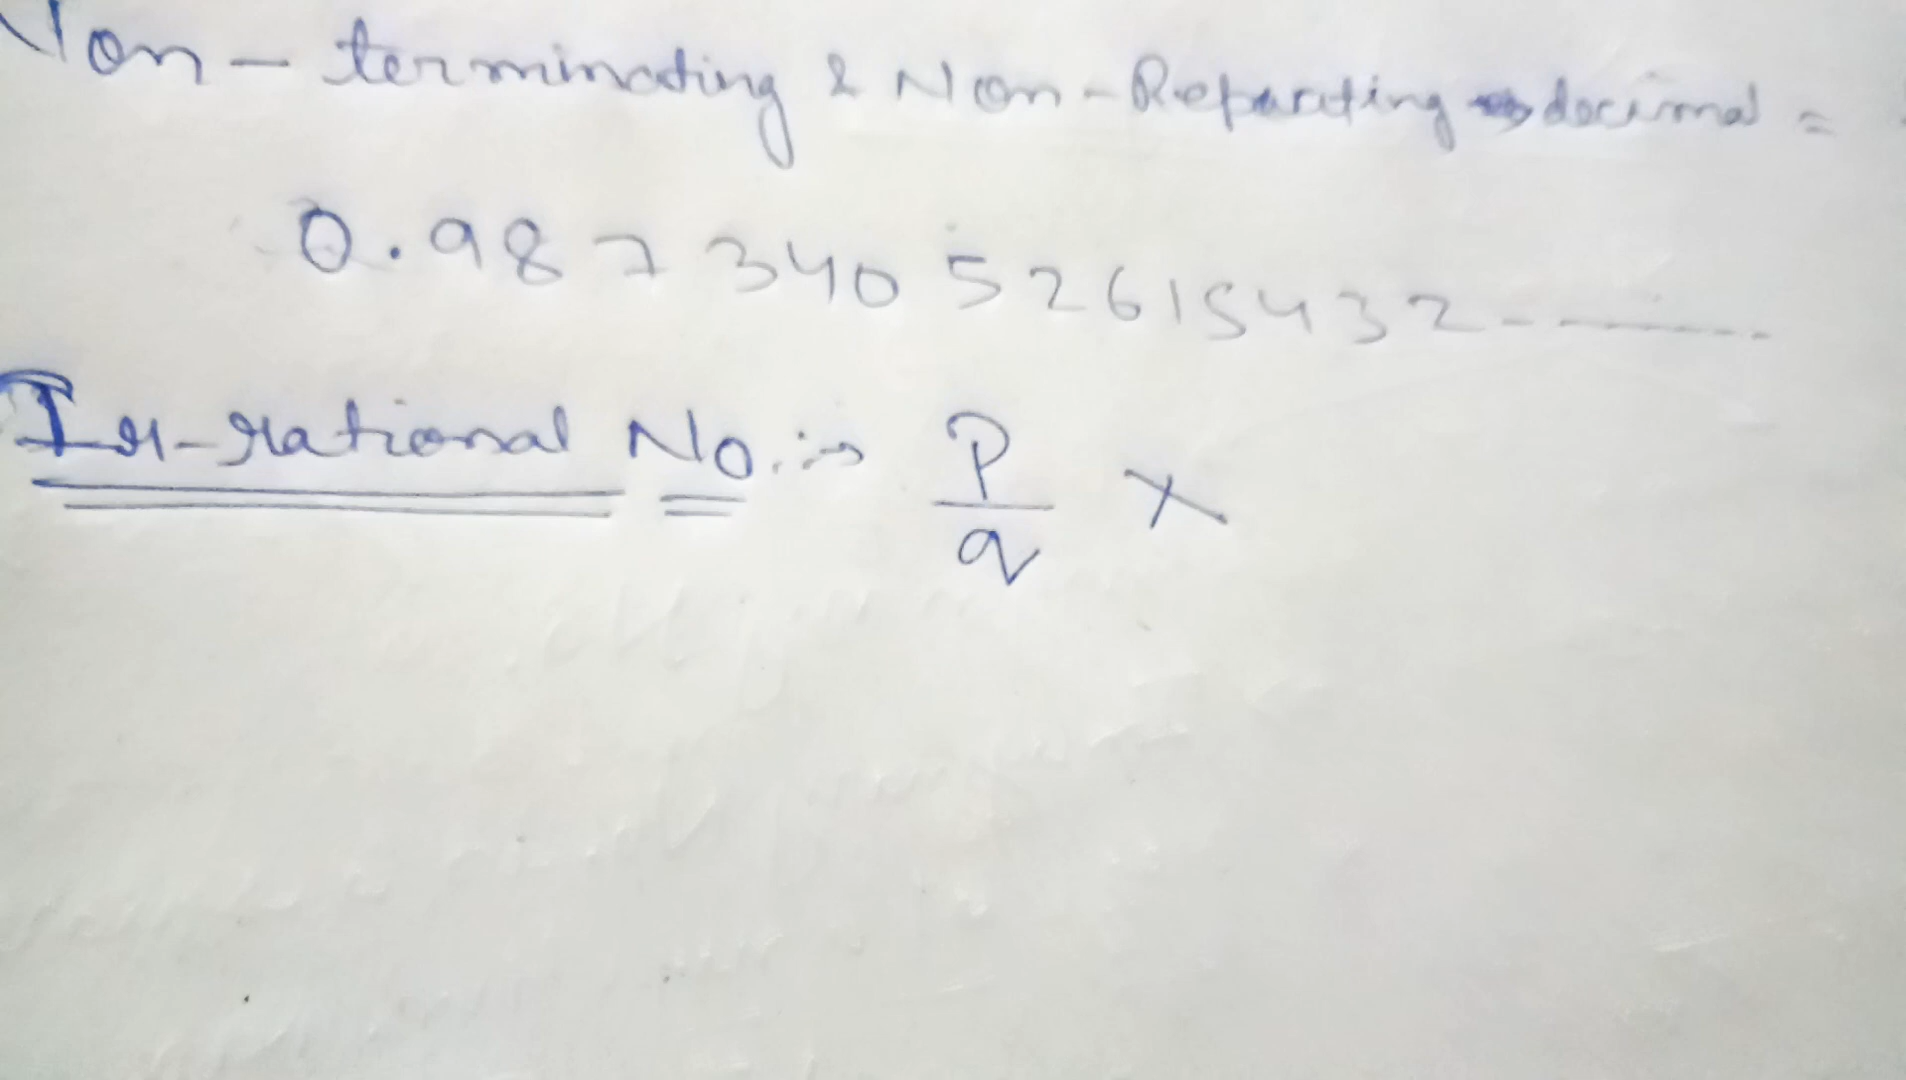 Non - terminating & Non - Repeating decimal =
0.98734052615432-------
Ir-rational No. :→ P/q ×